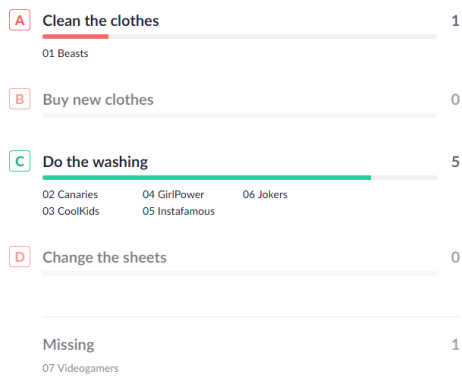 A Clean the clothes 1
01 Beasts
B Buy new clothes 0
C Do the washing 5
02 Canaries 04 GirlPower 06 Jokers
03 CoolKids 05 Instafamous
D Change the sheets 0
Missing 1
07 Videogamers